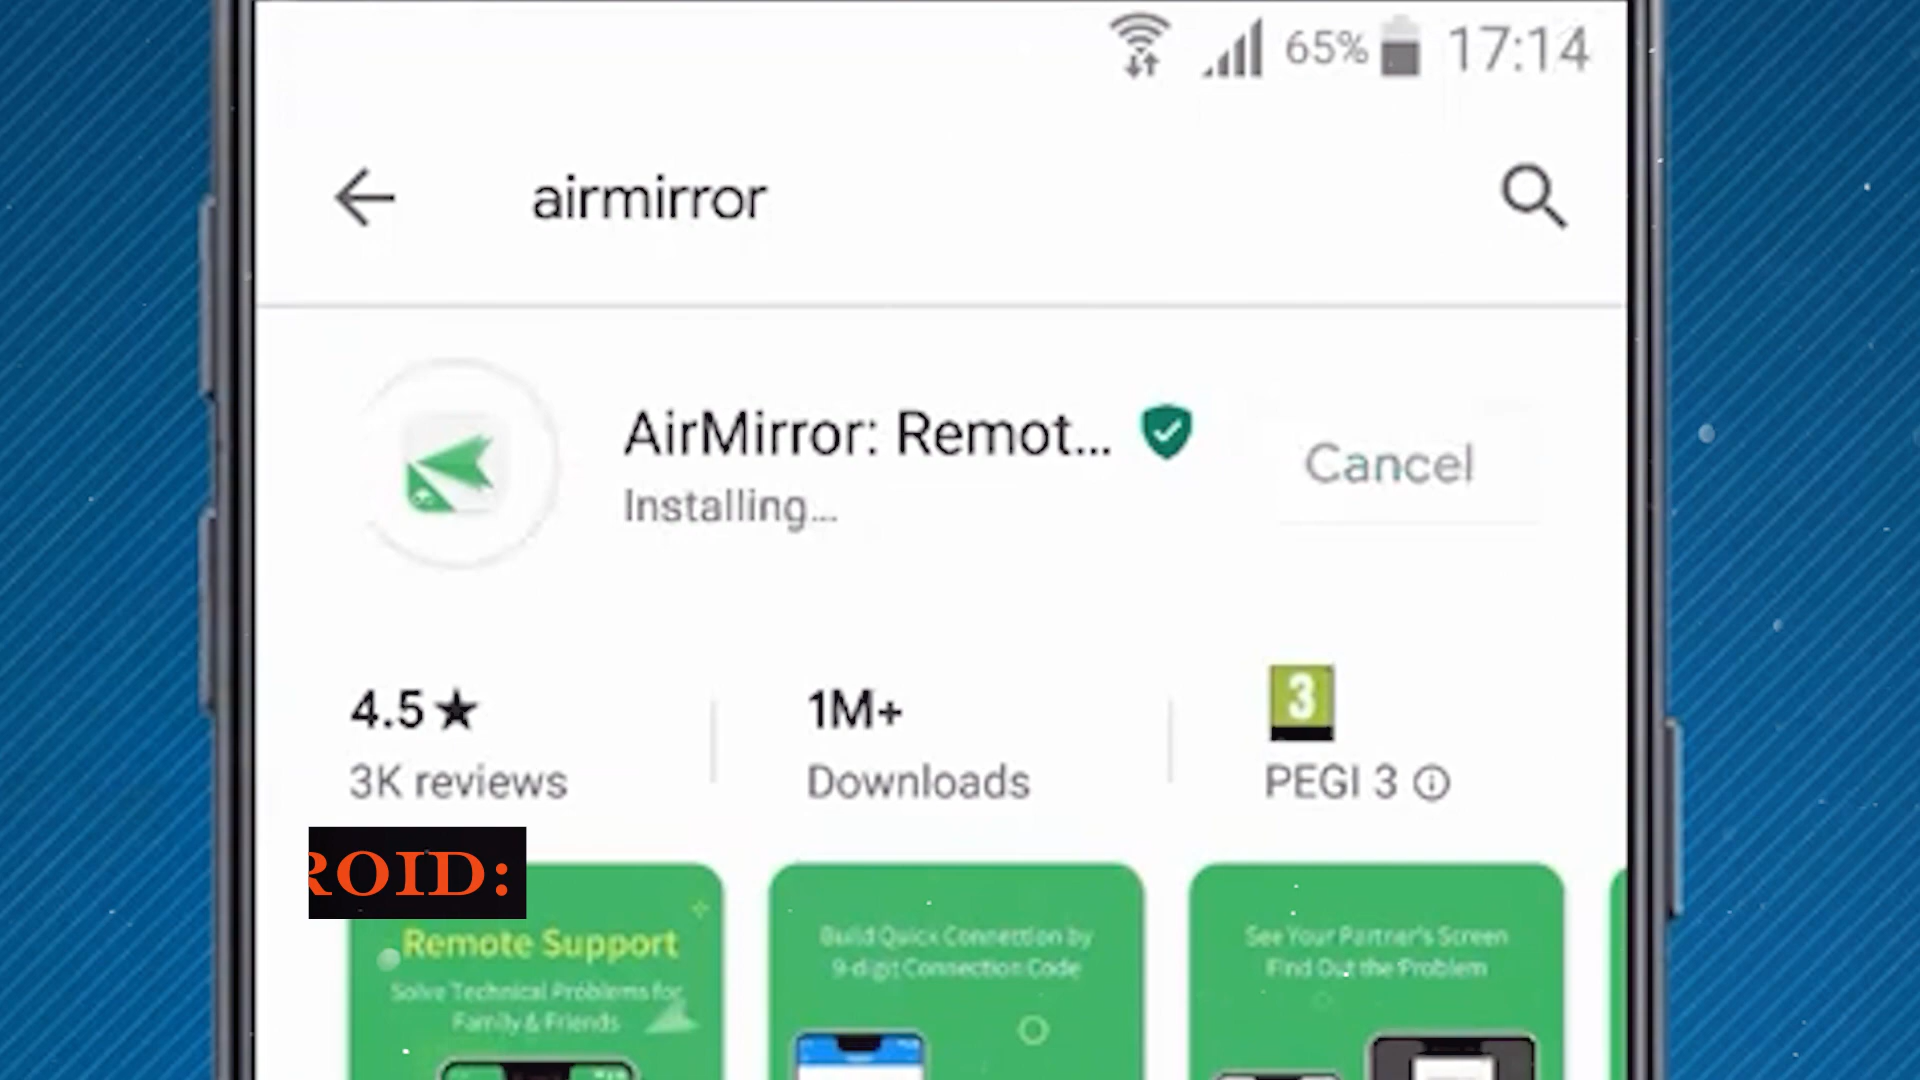 65% 17:14
airmirror
AirMirror: Remot...
Installing...
Cancel
4.5★ 1M+ 3
3K reviews Downloads PEGI 3
ROID:
Remote Support
Solve Technical Problems for
Family & Friends
Build Quick Connection by
9-digit Connection Code
See Your Partner's Screen
Find Out the Problem